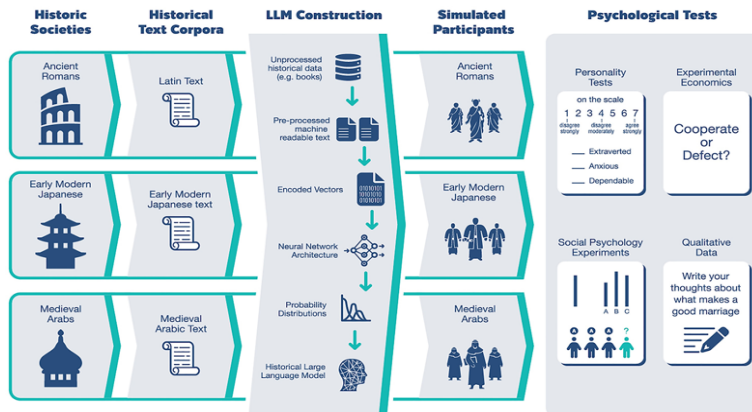 Historic
Societies
Historical
Text Corpora
LLM Construction
Simulated
Participants
Psychological Tests
Ancient
Romans
Latin Text
Early Modern
Japanese
Early Modern
Japanese text
Medieval
Arabs
Medieval
Arabic Text
Unprocessed
historical data
(e.g. books)
Pre-processed
machine
readable text
Encoded Vectors
01010101
01010101
01010101
Neural Network
Architecture
Probability
Distributions
Historical Large
Language Model
Ancient
Romans
Early Modern
Japanese
Medieval
Arabs
Personality
Tests
on the scale
1 2 3 4 5 6 7
disagree strongly
disagree moderately
agree strongly
Extraverted
Anxious
Dependable
Experimental
Economics
Cooperate
or
Defect?
Social Psychology
Experiments
A B C
A A A ?
Qualitative
Data
Write your
thoughts about
what makes a
good marriage